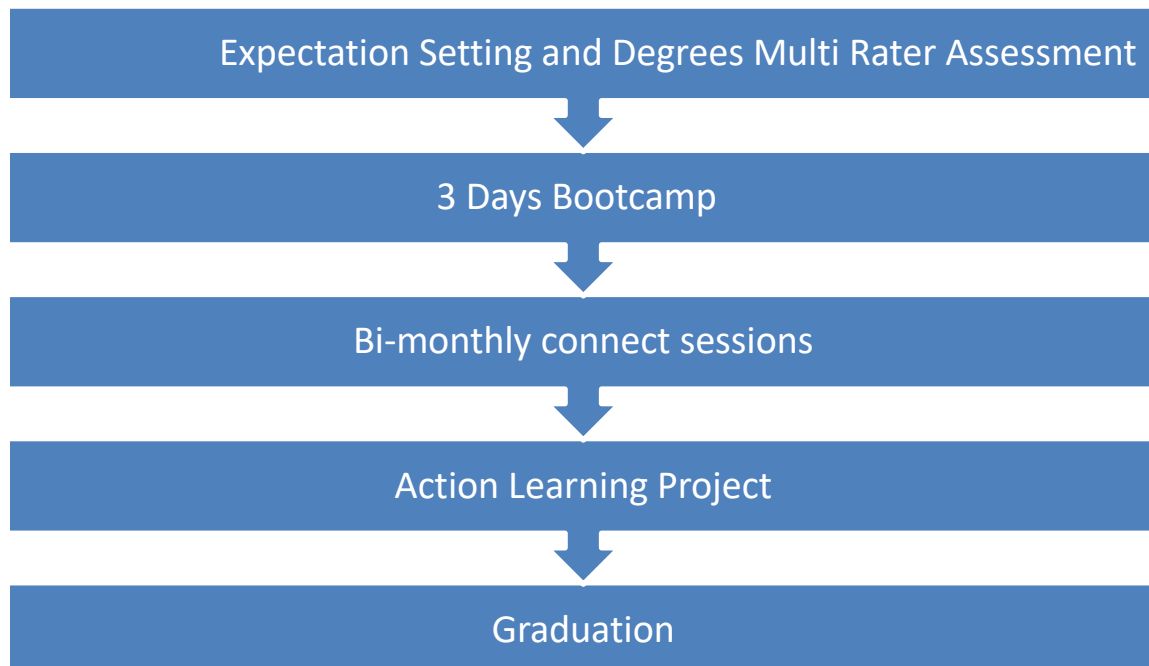 Expectation Setting and Degrees Multi Rater Assessment
3 Days Bootcamp
Bi-monthly connect sessions
Action Learning Project
Graduation